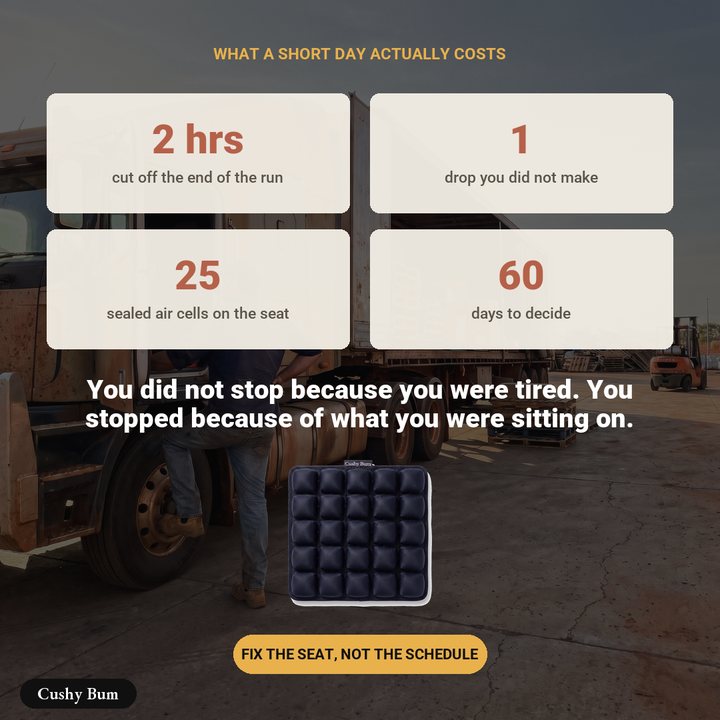 WHAT A SHORT DAY ACTUALLY COSTS
2 hrs
cut off the end of the run
1
drop you did not make
25
sealed air cells on the seat
60
days to decide
You did not stop because you were tired. You
stopped because of what you were sitting on.
Cushy Bum
FIX THE SEAT, NOT THE SCHEDULE
Cushy Bum